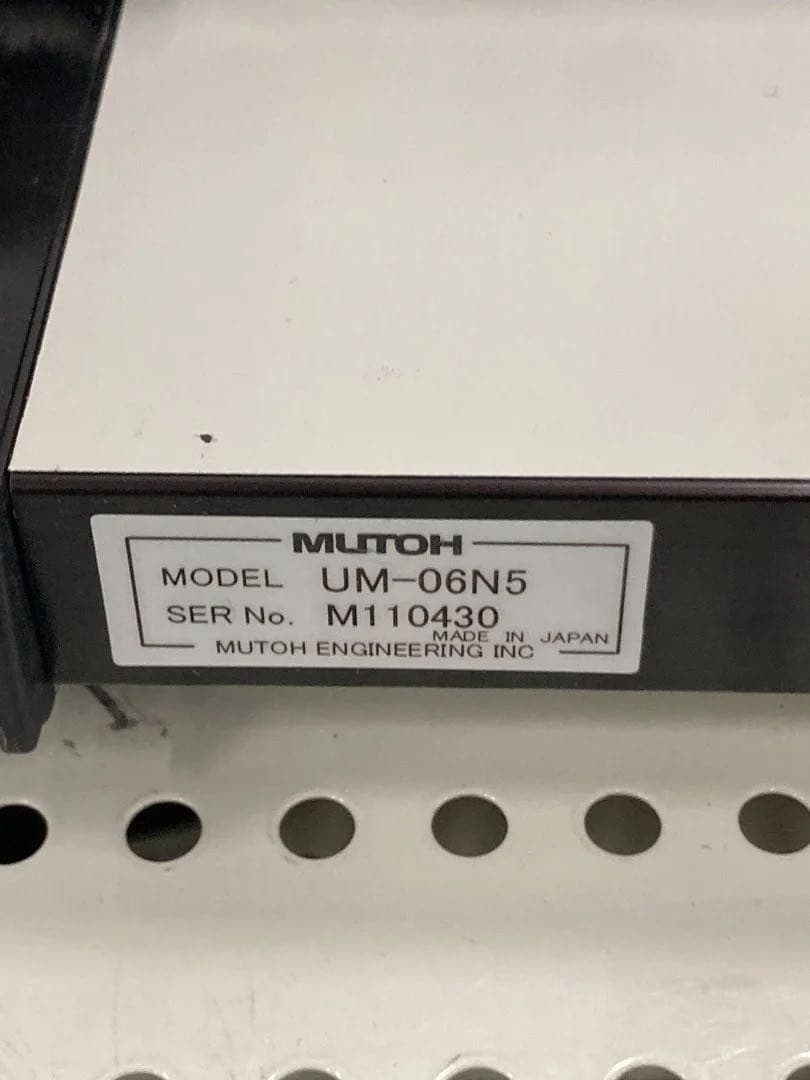 MUTOH
MODEL UM-06N5
SER No. M110430
MADE IN JAPAN
MUTOH ENGINEERING INC